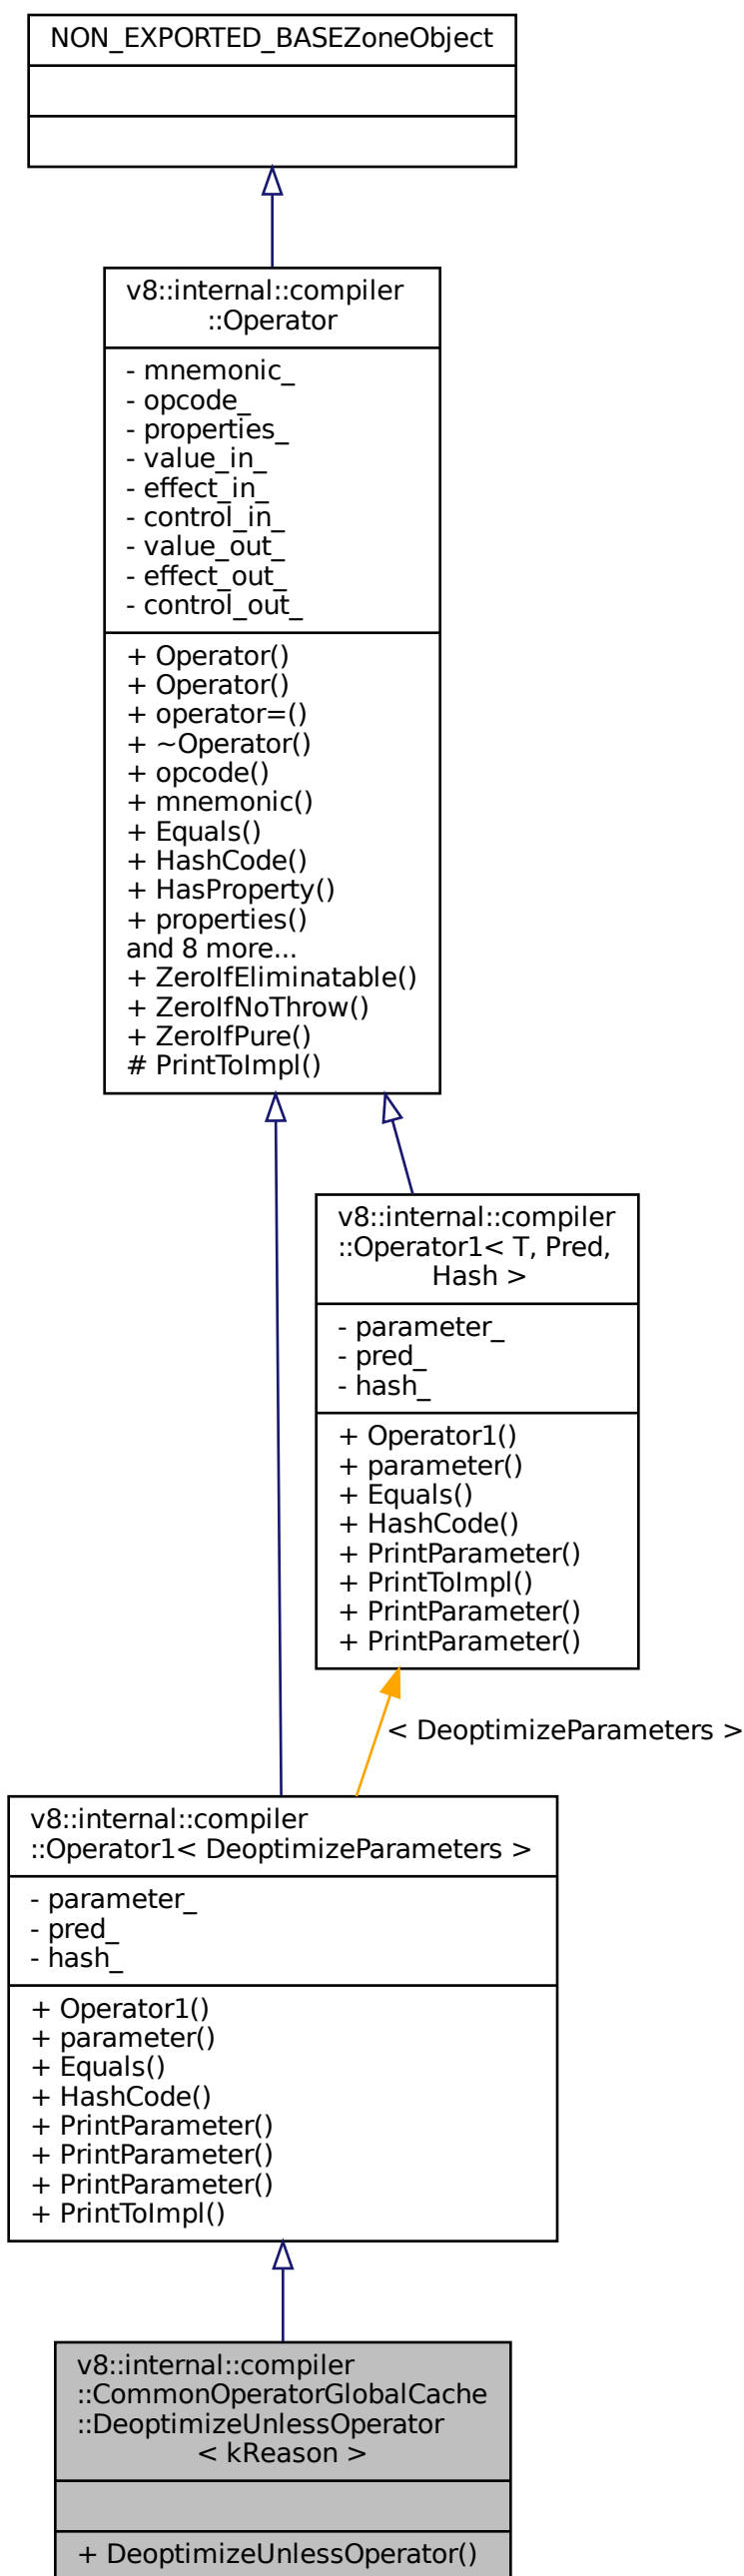 NON_EXPORTED_BASEZoneObject
v8::internal::compiler
::Operator
- mnemonic_
- opcode_
- properties_
- value_in_
- effect_in_
- control_in_
- value_out_
- effect_out_
- control_out_
+ Operator()
+ Operator()
+ operator=()
+ ~Operator()
+ opcode()
+ mnemonic()
+ Equals()
+ HashCode()
+ HasProperty()
+ properties()
and 8 more...
+ ZeroIfEliminatable()
+ ZeroIfNoThrow()
+ ZeroIfPure()
# PrintToImpl()
v8::internal::compiler
::Operator1< T, Pred,
Hash >
- parameter_
- pred_
- hash_
+ Operator1()
+ parameter()
+ Equals()
+ HashCode()
+ PrintParameter()
+ PrintToImpl()
+ PrintParameter()
+ PrintParameter()
< DeoptimizeParameters >
v8::internal::compiler
::Operator1< DeoptimizeParameters >
- parameter_
- pred_
- hash_
+ Operator1()
+ parameter()
+ Equals()
+ HashCode()
+ PrintParameter()
+ PrintParameter()
+ PrintParameter()
+ PrintToImpl()
v8::internal::compiler
::CommonOperatorGlobalCache
::DeoptimizeUnlessOperator
< kReason >
+ DeoptimizeUnlessOperator()